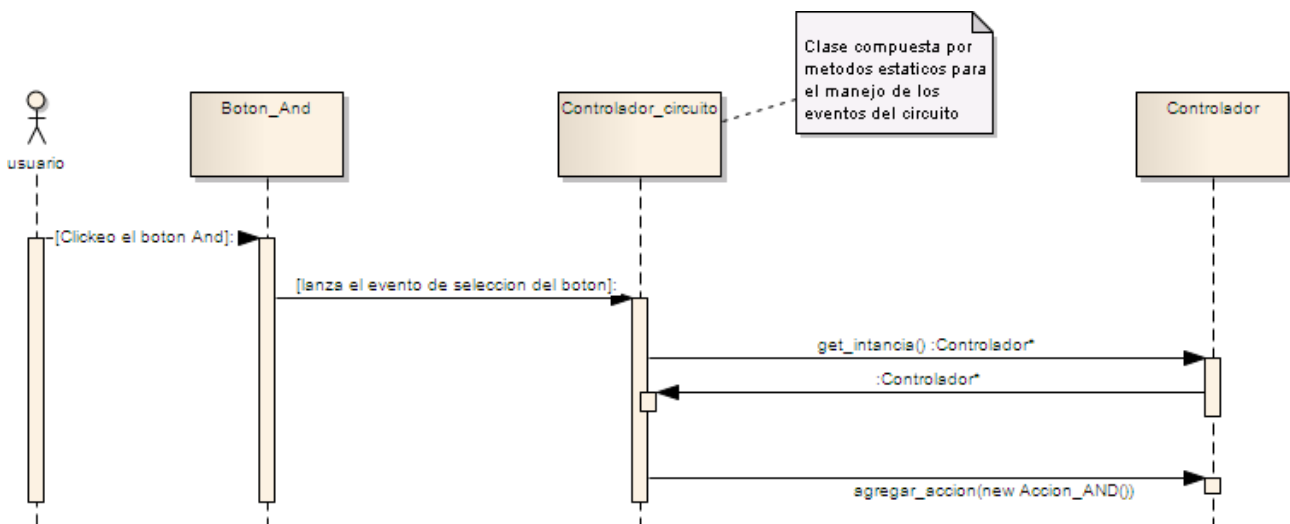 Clase compuesta por
metodos estaticos para
el manejo de los
eventos del circuito
usuario
Boton_And
Controlador_circuito
Controlador
[Clickeo el boton And]:
[lanza el evento de seleccion del boton]:
get_intancia() :Controlador*
:Controlador*
agregar_accion(new Accion_AND())